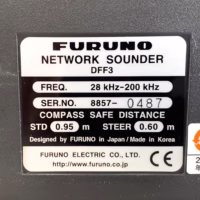 FURUNO
NETWORK SOUNDER
DFF3
FREQ. 28 kHz-200 kHz
SER.NO. 8857-0487
COMPASS SAFE DISTANCE
STD 0.95 m STEER 0.60 m
Designed by FURUNO in Japan / Made in Korea
FURUNO ELECTRIC CO., LTD.
http://www.furuno.co.jp
CE